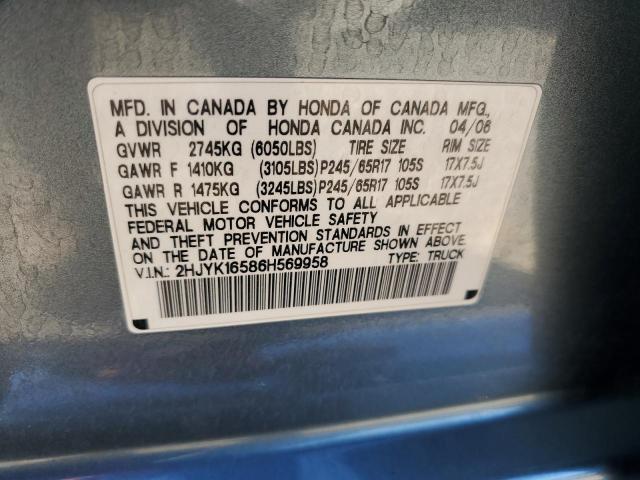 MFD. IN CANADA BY HONDA OF CANADA MFG.,
A DIVISION OF HONDA CANADA INC. 04/06
GVWR 2745KG (6050LBS) TIRE SIZE RIM SIZE
GAWR F 1410KG (3105LBS) P245/65R17 105S 17X7.5J
GAWR R 1475KG (3245LBS) P245/65R17 105S 17X7.5J
THIS VEHICLE CONFORMS TO ALL APPLICABLE
FEDERAL MOTOR VEHICLE SAFETY
AND THEFT PREVENTION STANDARDS IN EFFECT
ON THE DATE OF MANUFACTURE SHOWN ABOVE.
V.I.N.: 2HJYK16586H569958 TYPE: TRUCK